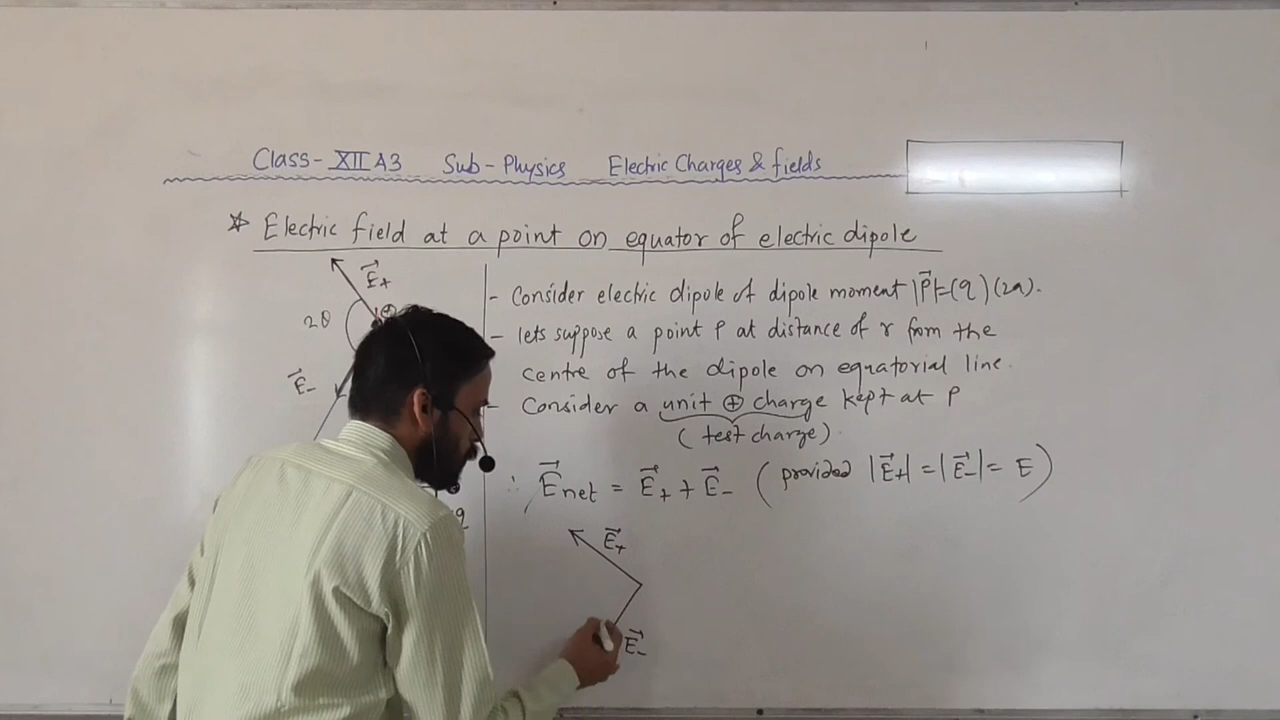 Class-XII A3 Sub-Physics Electric Charges & fields
☆ Electric field at a point on equator of electric dipole
E⃗₊
2θ
E⃗₋
q
- Consider electric dipole of dipole moment |P⃗|=(q)(2a).
- lets suppose a point P at distance of r from the
centre of the dipole on equatorial line.
- Consider a unit ⊕ charge kept at P
(test charge)
∴ E⃗net = E⃗₊ + E⃗₋ (provided |E⃗₊| = |E⃗₋| = E)
E⃗₊
E⃗₋